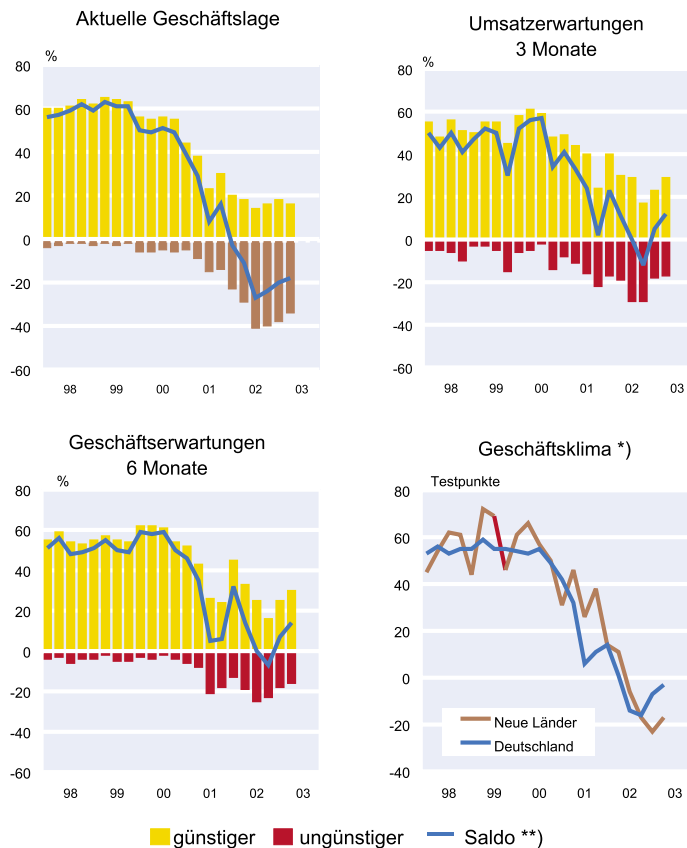 Aktuelle Geschäftslage
%
80
60
40
20
0
-20
-40
-60
98 99 00 01 02 03
Umsatzerwartungen
3 Monate
%
80
60
40
20
0
-20
-40
-60
98 99 00 01 02 03
Geschäftserwartungen
6 Monate
%
80
60
40
20
0
-20
-40
-60
98 99 00 01 02 03
Geschäftsklima *)
Testpunkte
80
60
40
20
0
-20
-40
Neue Länder
Deutschland
98 99 00 01 02 03
günstiger ungünstiger Saldo **)